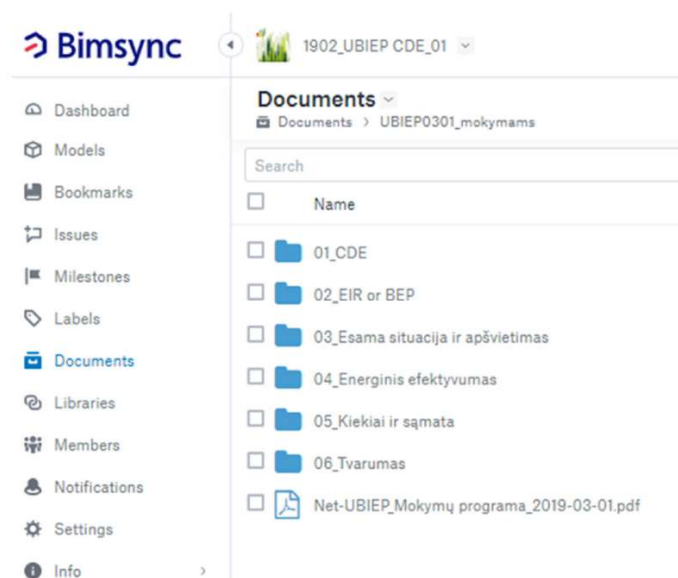 Bimsync
1902_UBIEP CDE_01
Dashboard
Models
Bookmarks
Issues
Milestones
Labels
Documents
Libraries
Members
Notifications
Settings
Info
Documents
Documents > UBIEP0301_mokymams
Search
Name
01_CDE
02_EIR or BEP
03_Esama situacija ir apšvietimas
04_Energinis efektyvumas
05_Kiekiai ir sąmata
06_Tvarumas
Net-UBIEP_Mokymų programa_2019-03-01.pdf